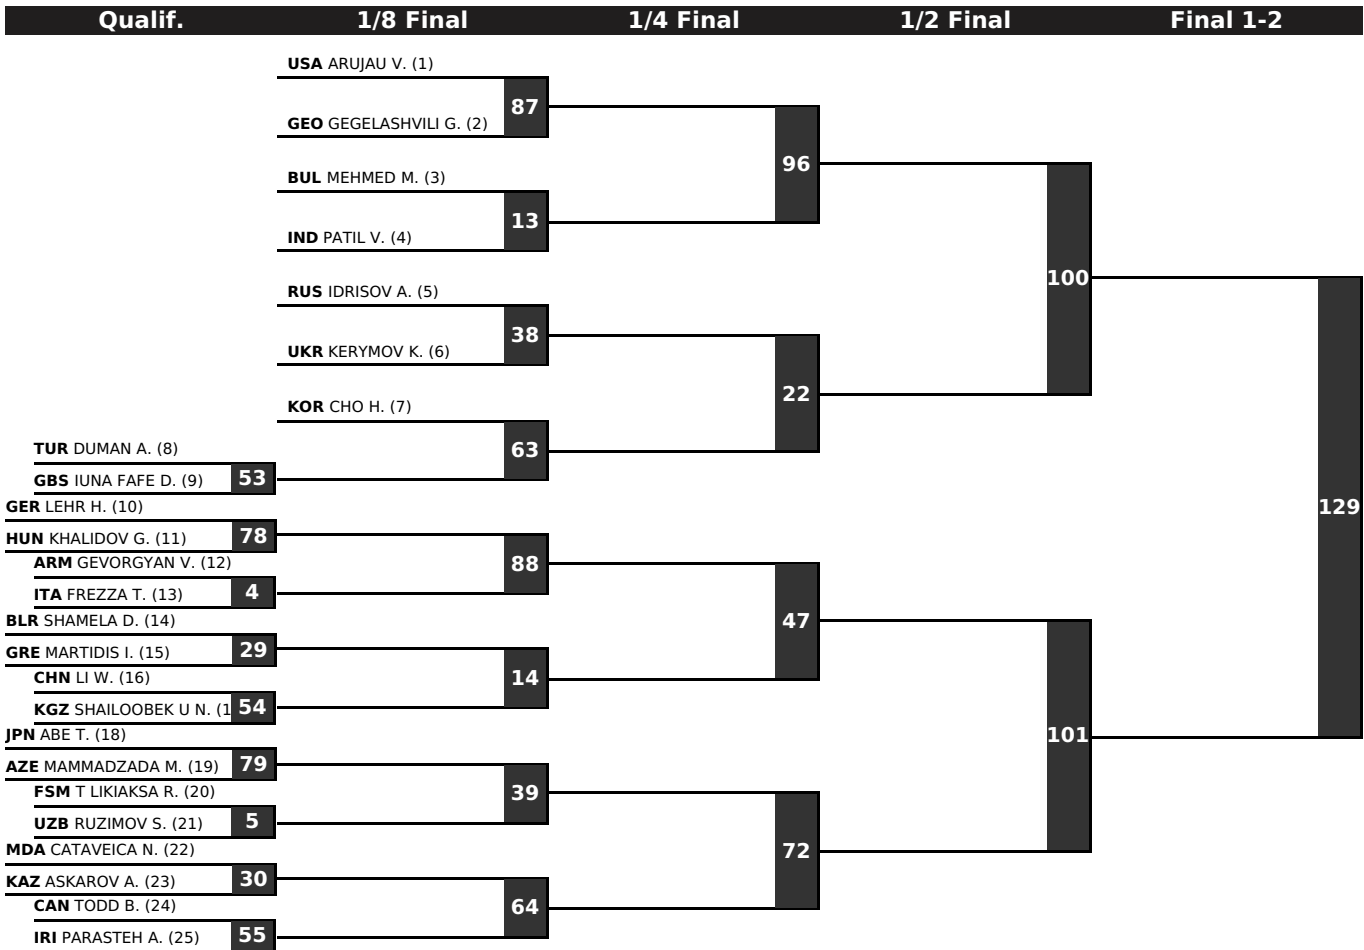 Qualif. 1/8 Final 1/4 Final 1/2 Final Final 1-2
USA ARUJAU V. (1)
87
GEO GEGELASHVILI G. (2)
96
BUL MEHMED M. (3)
13
IND PATIL V. (4)
100
RUS IDRISOV A. (5)
38
UKR KERYMOV K. (6)
22
KOR CHO H. (7)
63
TUR DUMAN A. (8)
GBS IUNA FAFE D. (9) 53
GER LEHR H. (10)
129
HUN KHALIDOV G. (11) 78
ARM GEVORGYAN V. (12)
88
ITA FREZZA T. (13) 4
BLR SHAMELA D. (14)
47
GRE MARTIDIS I. (15) 29
CHN LI W. (16)
14
KGZ SHAILOOBEK U N. (1 54
JPN ABE T. (18)
101
AZE MAMMADZADA M. (19) 79
FSM T LIKIAKSA R. (20)
39
UZB RUZIMOV S. (21) 5
MDA CATAVEICA N. (22)
72
KAZ ASKAROV A. (23) 30
CAN TODD B. (24)
64
IRI PARASTEH A. (25) 55